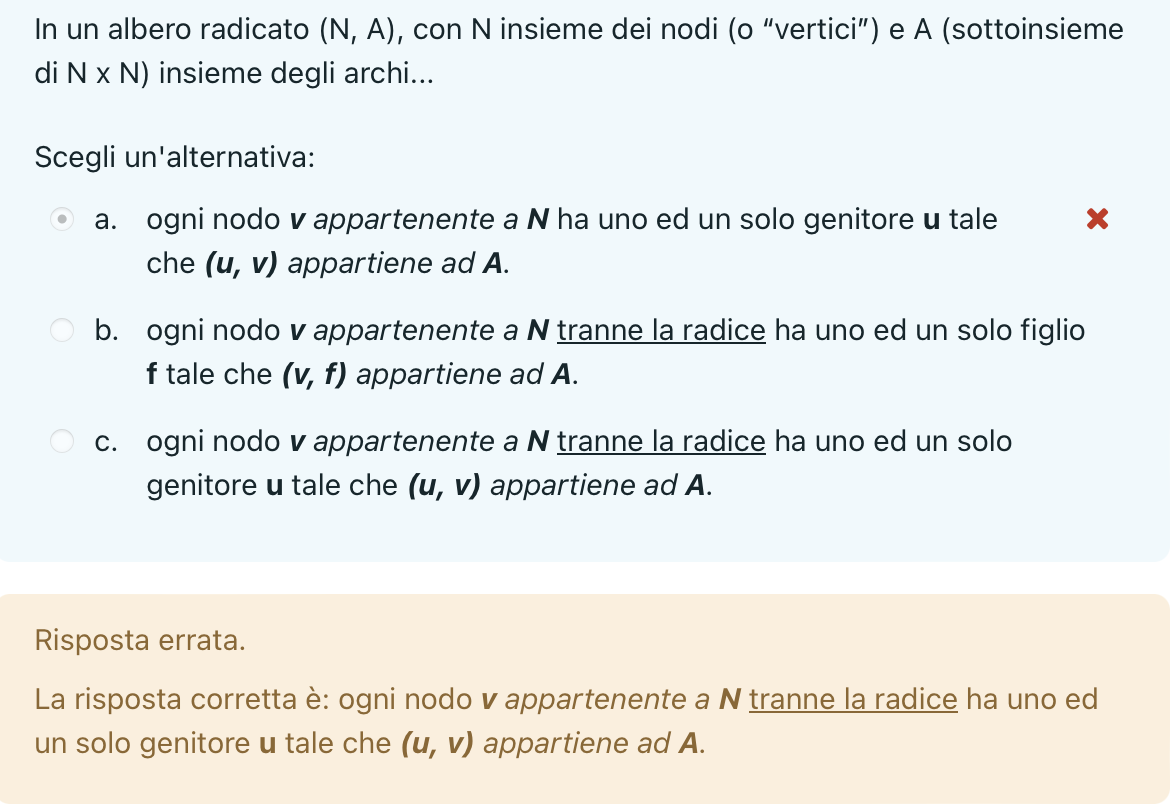 In un albero radicato (N, A), con N insieme dei nodi (o “vertici”) e A (sottoinsieme
di N x N) insieme degli archi...
Scegli un'alternativa:
a. ogni nodo v appartenente a N ha uno ed un solo genitore u tale
che (u, v) appartiene ad A.
b. ogni nodo v appartenente a N tranne la radice ha uno ed un solo figlio
f tale che (v, f) appartiene ad A.
c. ogni nodo v appartenente a N tranne la radice ha uno ed un solo
genitore u tale che (u, v) appartiene ad A.
Risposta errata.
La risposta corretta è: ogni nodo v appartenente a N tranne la radice ha uno ed
un solo genitore u tale che (u, v) appartiene ad A.